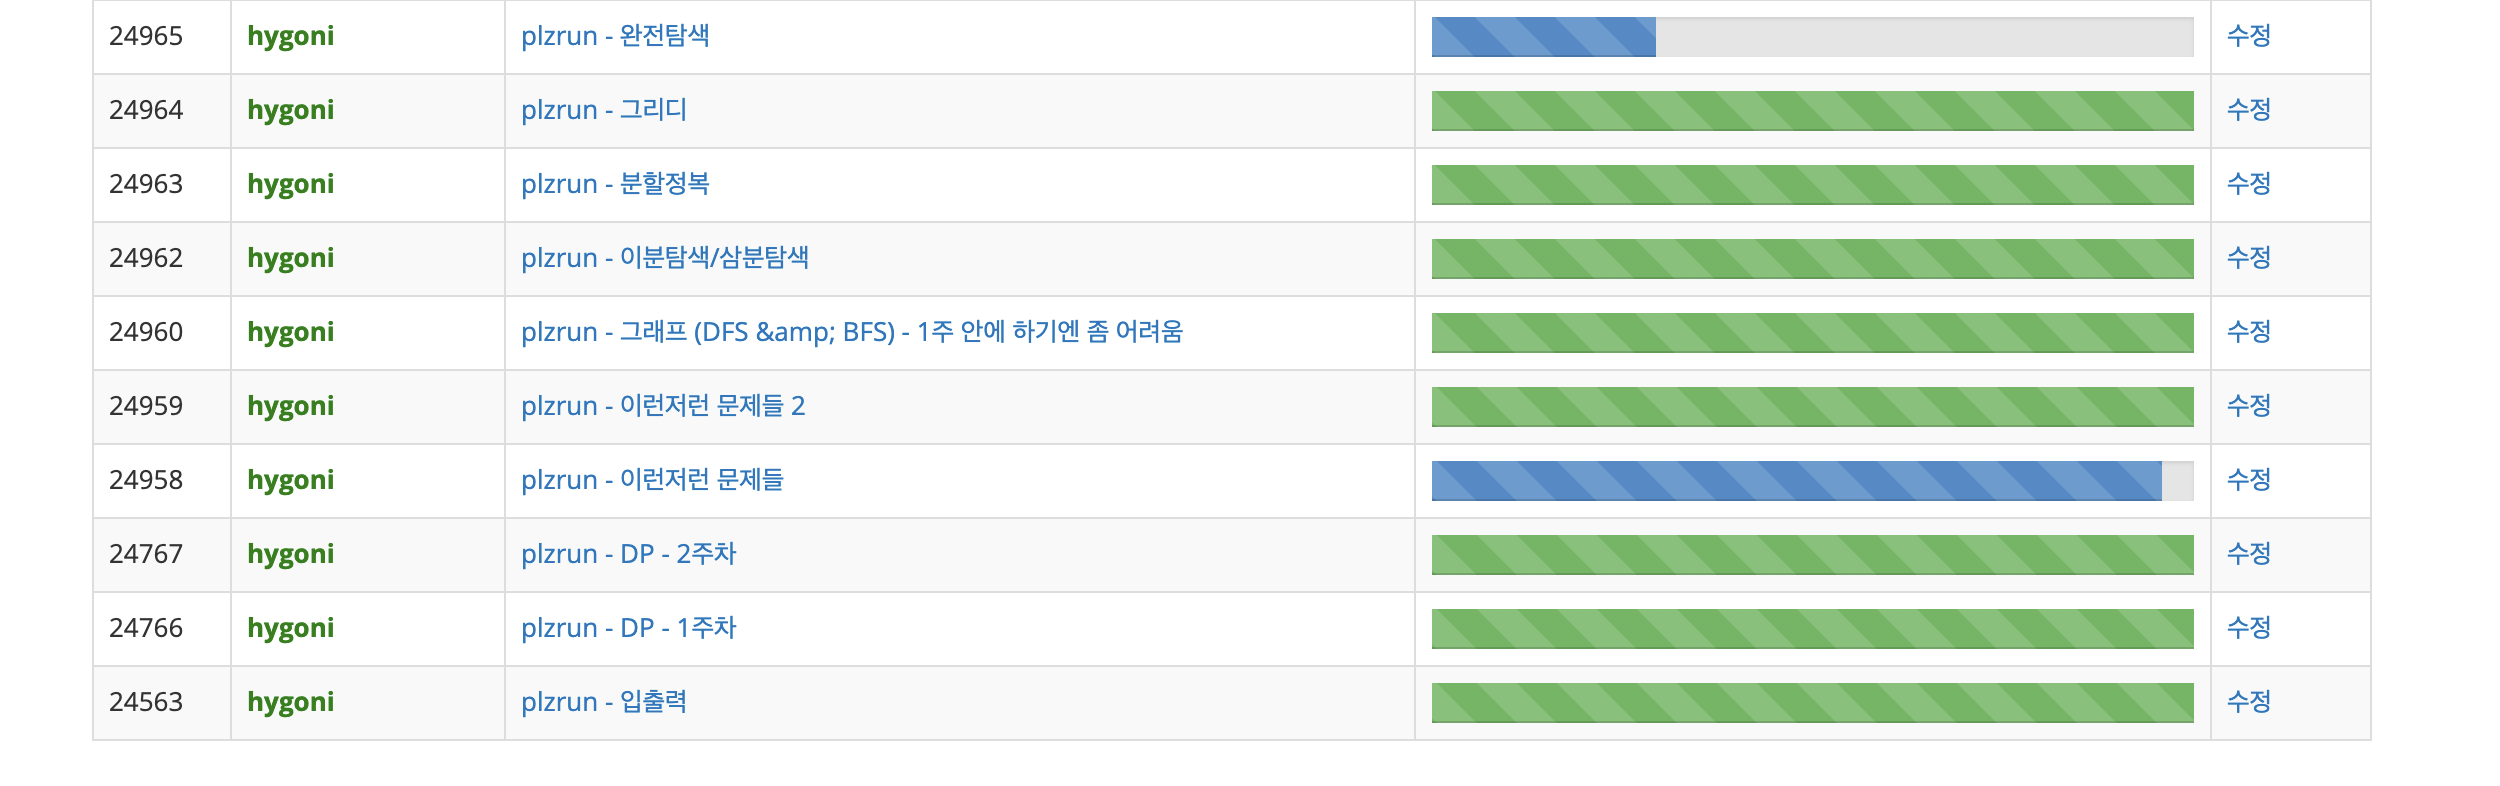 24965 hygoni plzrun - 완전탐색 수정
24964 hygoni plzrun - 그리디 수정
24963 hygoni plzrun - 분할정복 수정
24962 hygoni plzrun - 이분탐색/삼분탐색 수정
24960 hygoni plzrun - 그래프 (DFS &amp; BFS) - 1주 안에 하기엔 좀 어려움 수정
24959 hygoni plzrun - 이런저런 문제들 2 수정
24958 hygoni plzrun - 이런저런 문제들 수정
24767 hygoni plzrun - DP - 2주차 수정
24766 hygoni plzrun - DP - 1주차 수정
24563 hygoni plzrun - 입출력 수정